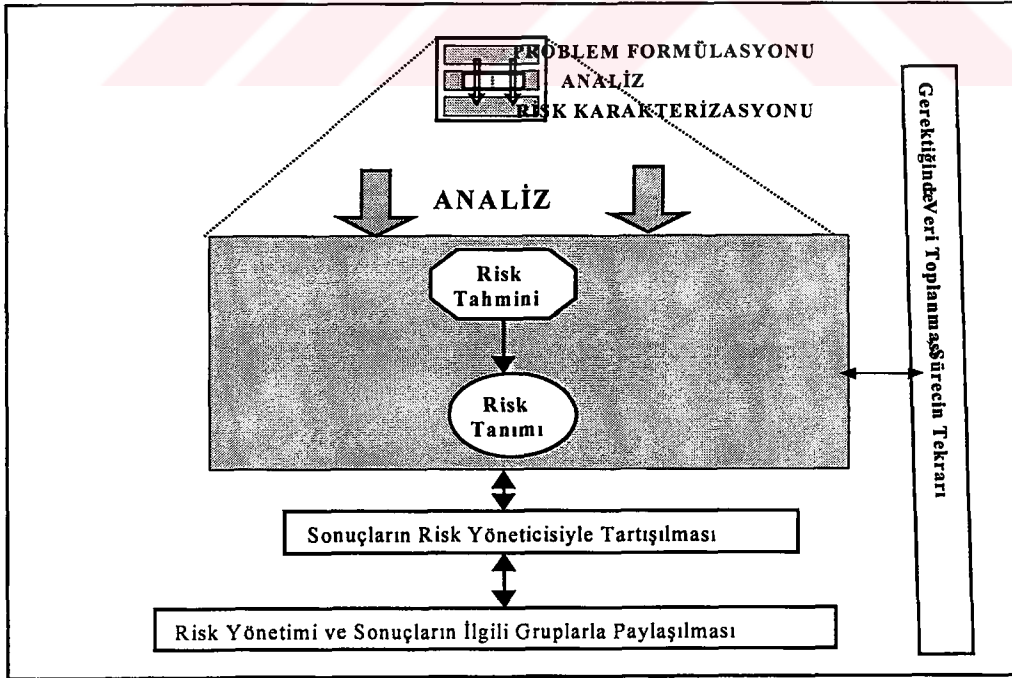 PROBLEM FORMÜLASYONU
ANALİZ
RİSK KARAKTERİZASYONU
ANALİZ
Risk
Tahmini
Risk
Tanımı
Sonuçların Risk Yöneticisiyle Tartışılması
Risk Yönetimi ve Sonuçların İlgili Gruplarla Paylaşılması
Gerektiğinde Veri Toplanması, Sürecin Tekrarı